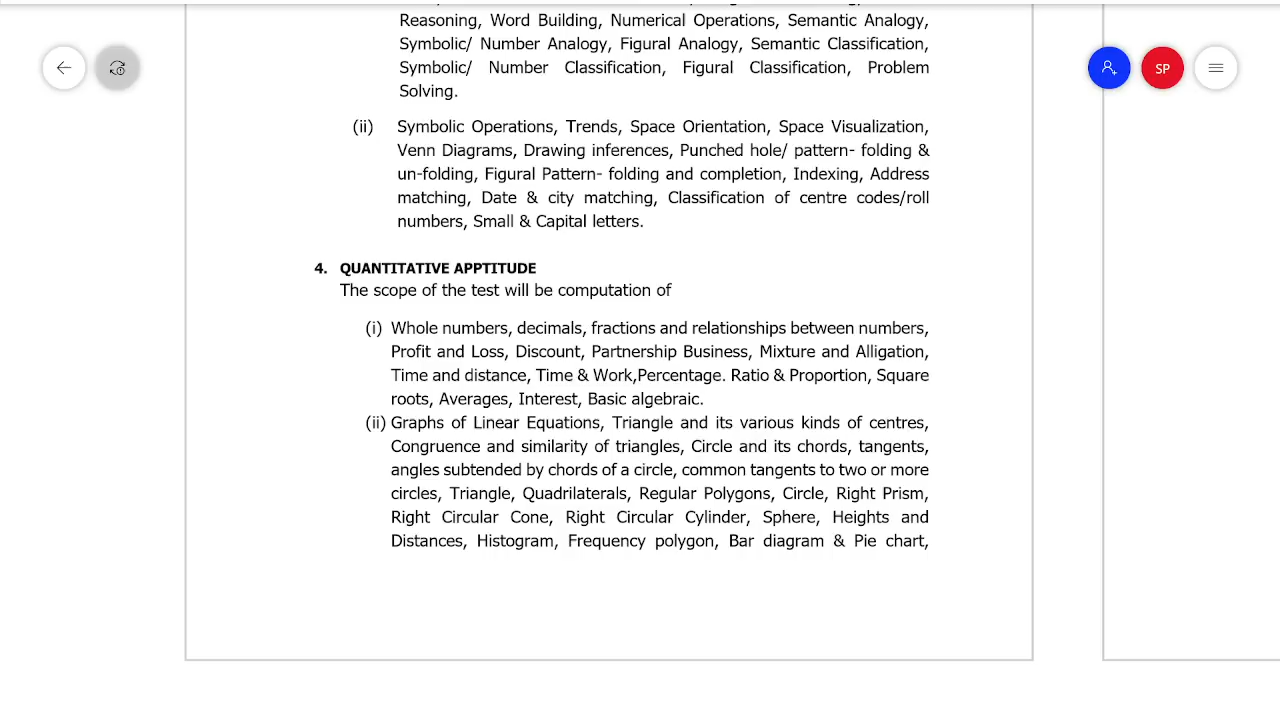 Reasoning, Word Building, Numerical Operations, Semantic Analogy,
Symbolic/ Number Analogy, Figural Analogy, Semantic Classification,
Symbolic/ Number Classification, Figural Classification, Problem
Solving.
(ii) Symbolic Operations, Trends, Space Orientation, Space Visualization,
Venn Diagrams, Drawing inferences, Punched hole/ pattern- folding &
un-folding, Figural Pattern- folding and completion, Indexing, Address
matching, Date & city matching, Classification of centre codes/roll
numbers, Small & Capital letters.
4. QUANTITATIVE APPTITUDE
The scope of the test will be computation of
(i) Whole numbers, decimals, fractions and relationships between numbers,
Profit and Loss, Discount, Partnership Business, Mixture and Alligation,
Time and distance, Time & Work,Percentage. Ratio & Proportion, Square
roots, Averages, Interest, Basic algebraic.
(ii) Graphs of Linear Equations, Triangle and its various kinds of centres,
Congruence and similarity of triangles, Circle and its chords, tangents,
angles subtended by chords of a circle, common tangents to two or more
circles, Triangle, Quadrilaterals, Regular Polygons, Circle, Right Prism,
Right Circular Cone, Right Circular Cylinder, Sphere, Heights and
Distances, Histogram, Frequency polygon, Bar diagram & Pie chart,
SP